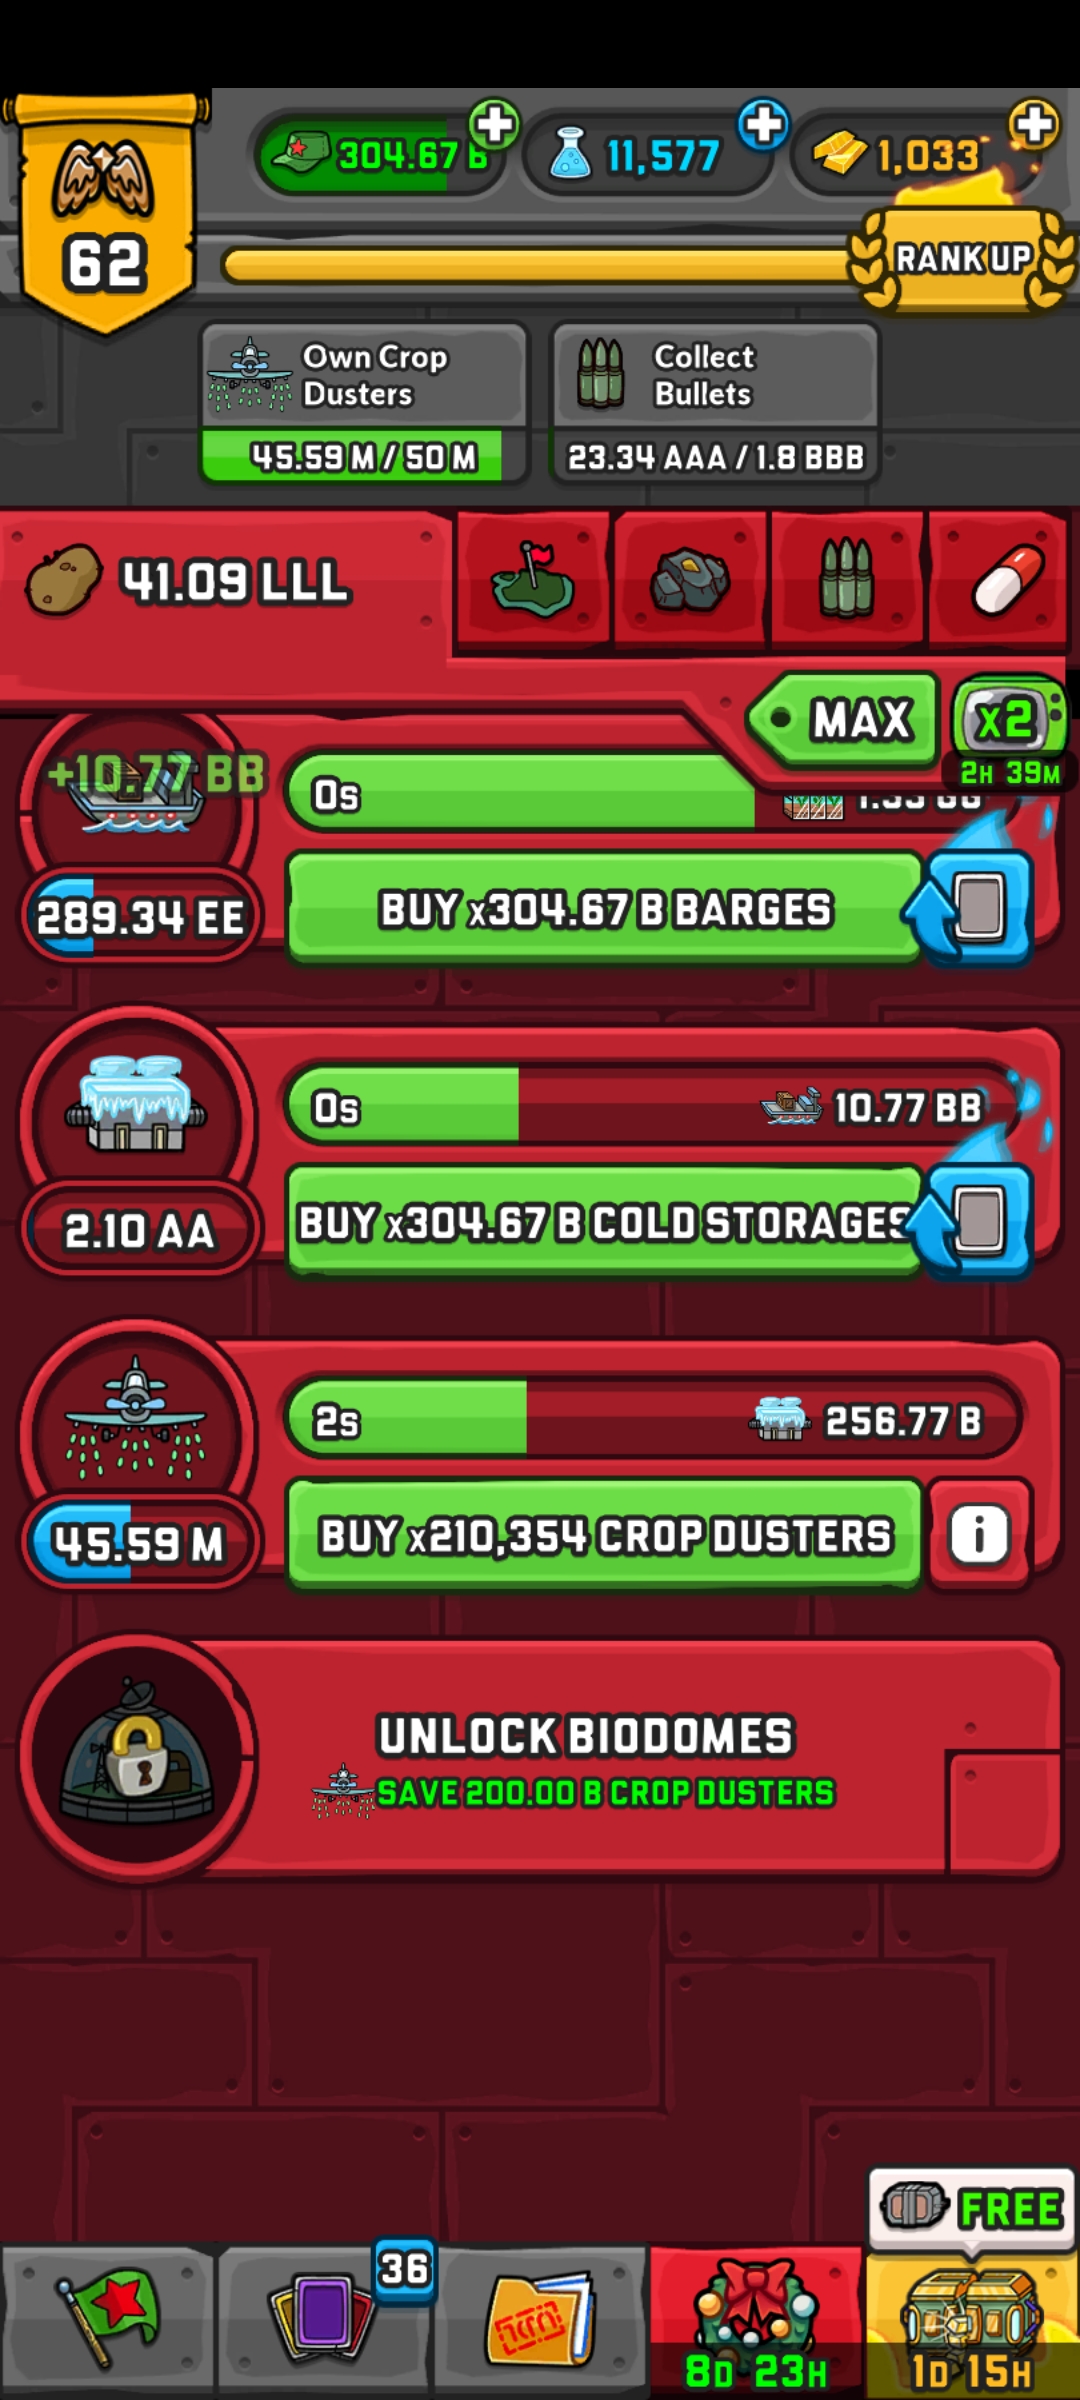 304.67 B
11,577
1,033
62
RANK UP
Own Crop
Dusters
45.59 M / 50 M
Collect
Bullets
23.34 AAA / 1.8 BBB
41.09 LLL
MAX
x2
2H 39M
+10.77 BB
0s
289.34 EE
BUY x304.67 B BARGES
0s
10.77 BB
2.10 AA
BUY x304.67 B COLD STORAGES
2s
256.77 B
45.59 M
BUY x210,354 CROP DUSTERS
i
UNLOCK BIODOMES
SAVE 200.00 B CROP DUSTERS
FREE
36
8D 23H
1D 15H